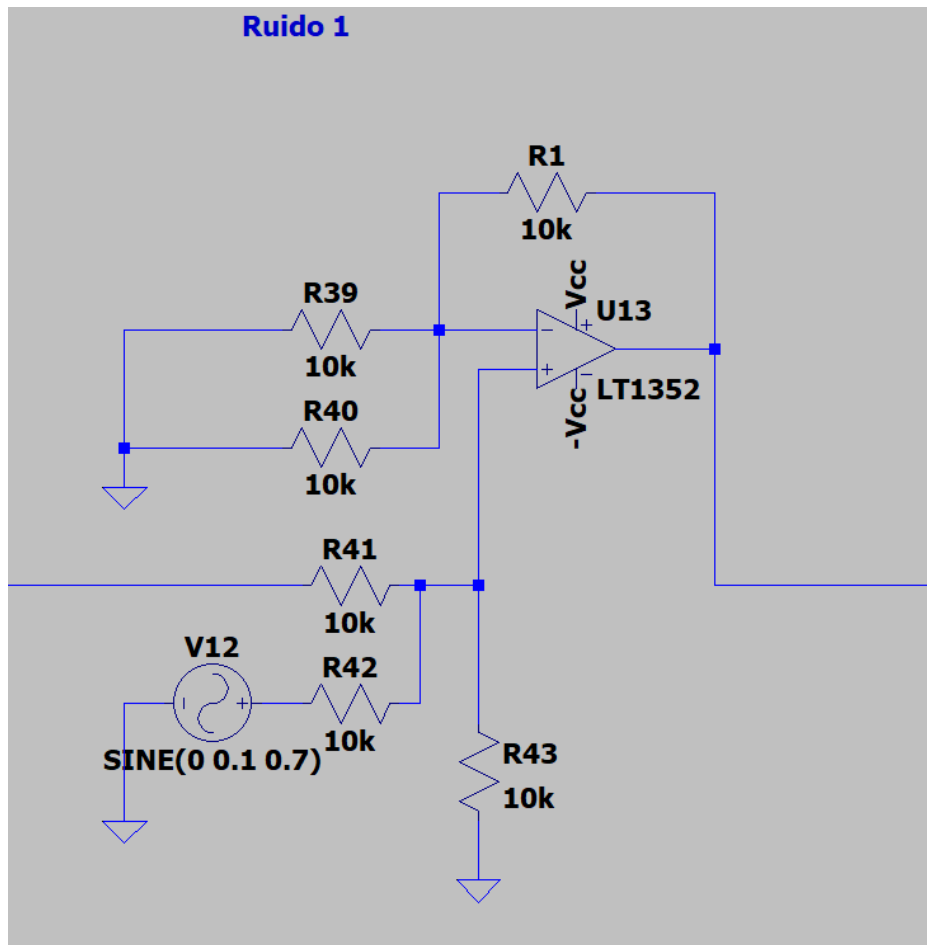 Ruido 1
R1
10k
Vcc
U13
R39
10k
LT1352
-Vcc
R40
10k
R41
10k
V12
R42
10k
SINE(0 0.1 0.7)
R43
10k